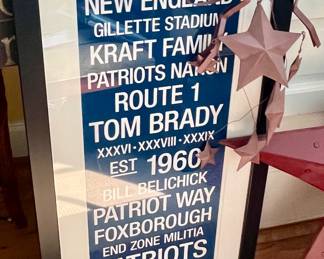 NEW ENGLAND
GILLETTE STADIUM
KRAFT FAMILY
PATRIOTS NATION
ROUTE 1
TOM BRADY
XXXVI · XXXVIII · XXXIX
EST 1960
BILL BELICHICK
PATRIOT WAY
FOXBOROUGH
END ZONE MILITIA
PATRIOTS